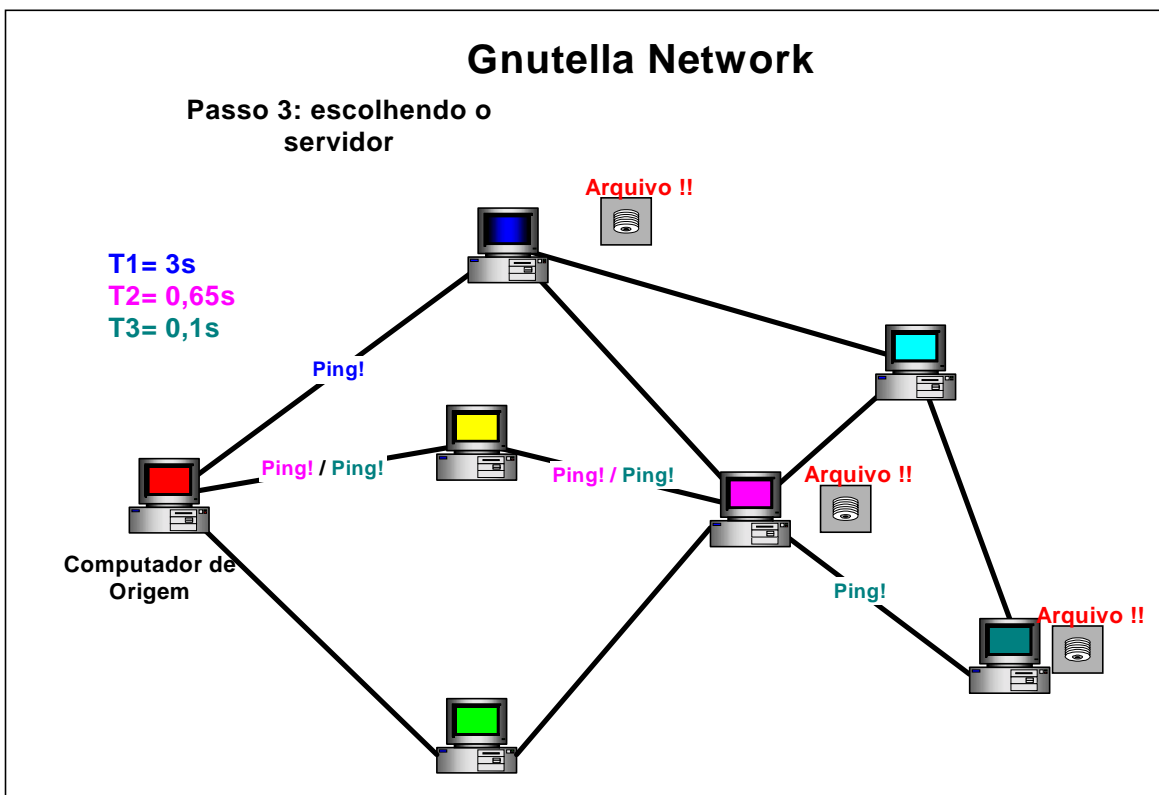 Gnutella Network
Passo 3: escolhendo o
servidor
Arquivo !!
T1= 3s
T2= 0,65s
T3= 0,1s
Ping!
Ping! / Ping!
Ping! / Ping!
Arquivo !!
Computador de
Origem
Ping!
Arquivo !!